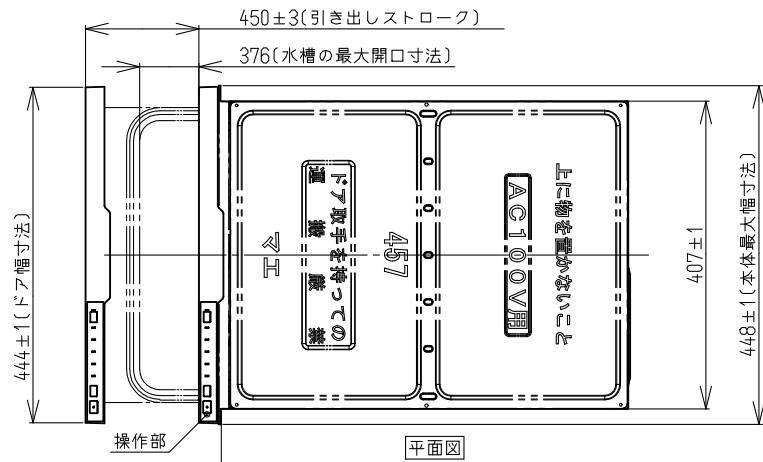 450±3(引き出しストローク)
376(水槽の最大開口寸法)
444±1(ドア幅寸法)
ドア取手を持っての
運搬厳禁
マエ
457
AC100V用
上に物を置かないこと
407±1
448±1(本体最大幅寸法)
操作部
平面図